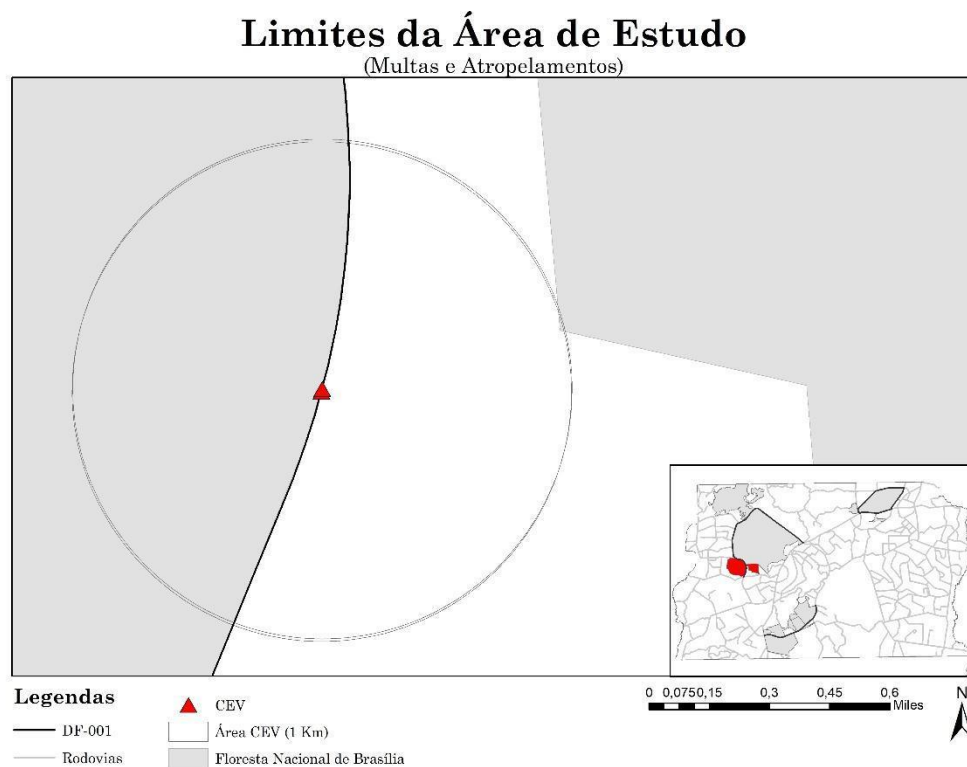 Limites da Área de Estudo
(Multas e Atropelamentos)
Legendas
DF-001
Rodovias
CEV
Área CEV (1 Km)
Floresta Nacional de Brasília
0 0,0750,15 0,3 0,45 0,6
Miles
N